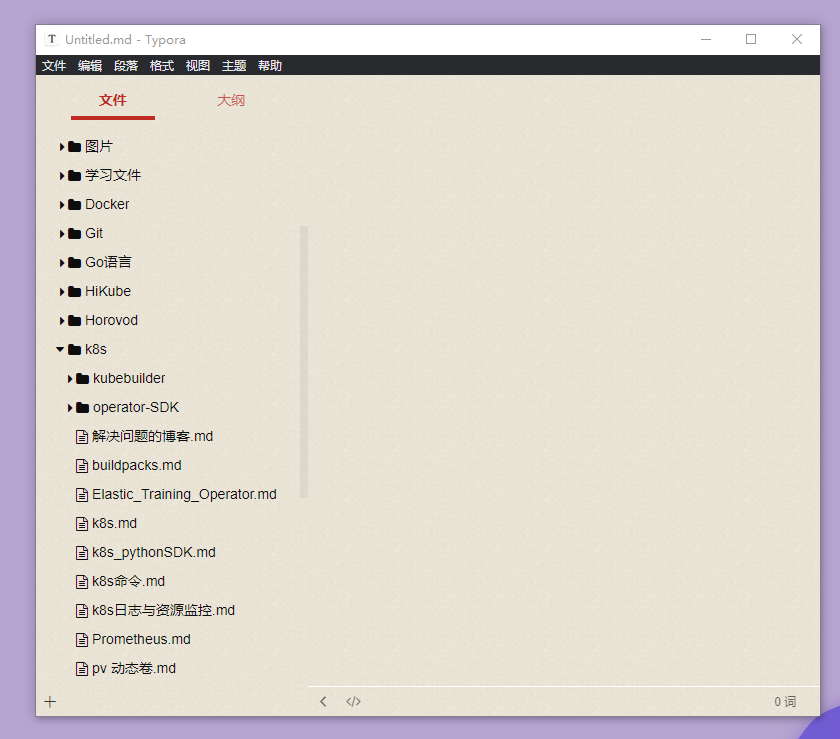 T Untitled.md - Typora
文件 编辑 段落 格式 视图 主题 帮助
文件 大纲
图片
学习文件
Docker
Git
Go语言
HiKube
Horovod
k8s
kubebuilder
operator-SDK
解决问题的博客.md
buildpacks.md
Elastic_Training_Operator.md
k8s.md
k8s_pythonSDK.md
k8s命令.md
k8s日志与资源监控.md
Prometheus.md
pv 动态卷.md
0 词